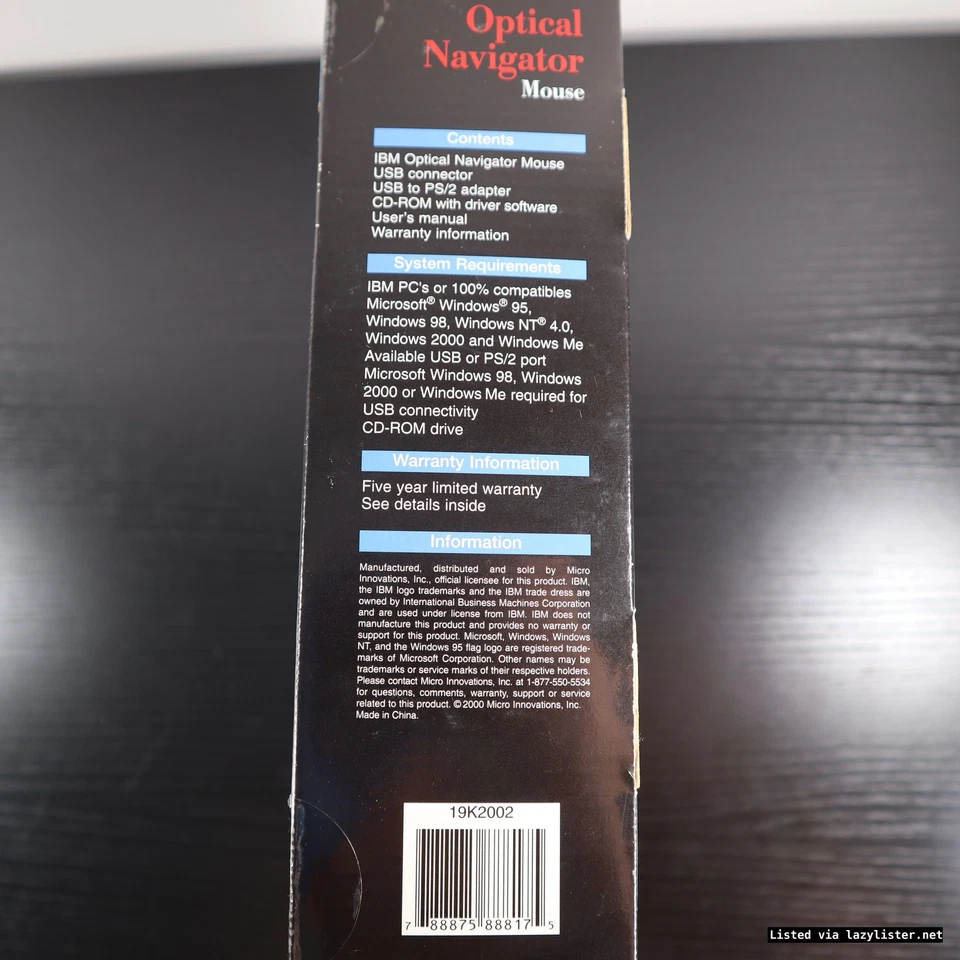 Optical
Navigator
Mouse
Contents
IBM Optical Navigator Mouse
USB connector
USB to PS/2 adapter
CD-ROM with driver software
User's manual
Warranty information
System Requirements
IBM PC's or 100% compatibles
Microsoft® Windows® 95,
Windows 98, Windows NT® 4.0,
Windows 2000 and Windows Me
Available USB or PS/2 port
Microsoft Windows 98, Windows
2000 or Windows Me required for
USB connectivity
CD-ROM drive
Warranty Information
Five year limited warranty
See details inside
Information
Manufactured, distributed and sold by Micro
Innovations, Inc., official licensee for this product. IBM,
the IBM logo trademarks and the IBM trade dress are
owned by International Business Machines Corporation
and are used under license from IBM. IBM does not
manufacture this product and provides no warranty or
support for this product. Microsoft, Windows, Windows
NT, and the Windows 95 flag logo are registered trade-
marks of Microsoft Corporation. Other names may be
trademarks or service marks of their respective holders.
Please contact Micro Innovations, Inc. at 1-877-550-5534
for questions, comments, warranty, support or service
related to this product. ©2000 Micro Innovations, Inc.
Made in China.
19K2002
7 88875 88817 5
Listed via lazylister.net